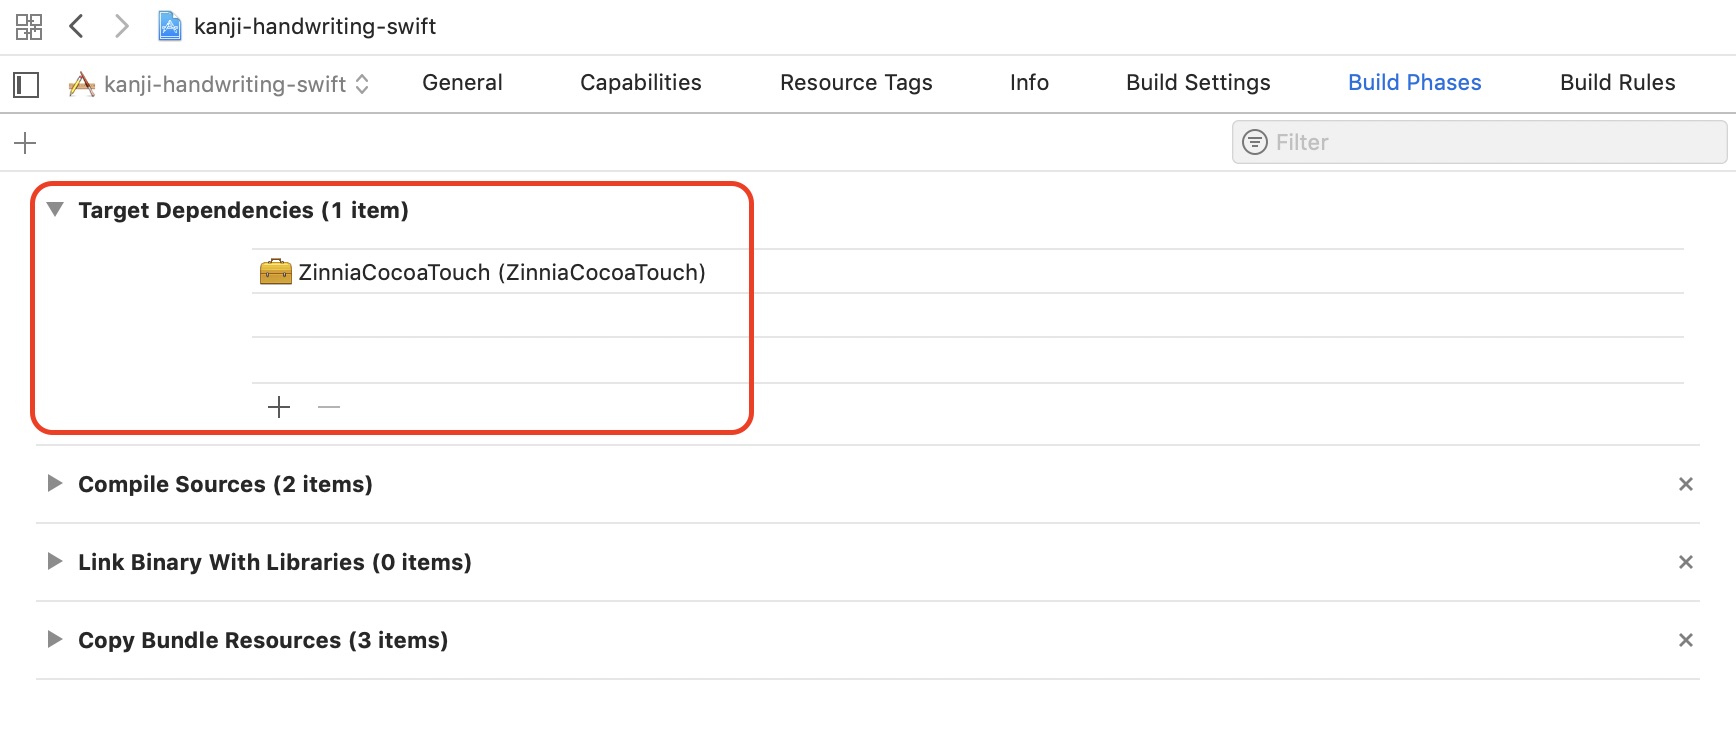 kanji-handwriting-swift
kanji-handwriting-swift General Capabilities Resource Tags Info Build Settings Build Phases Build Rules
Filter
Target Dependencies (1 item)
ZinniaCocoaTouch (ZinniaCocoaTouch)
Compile Sources (2 items)
Link Binary With Libraries (0 items)
Copy Bundle Resources (3 items)